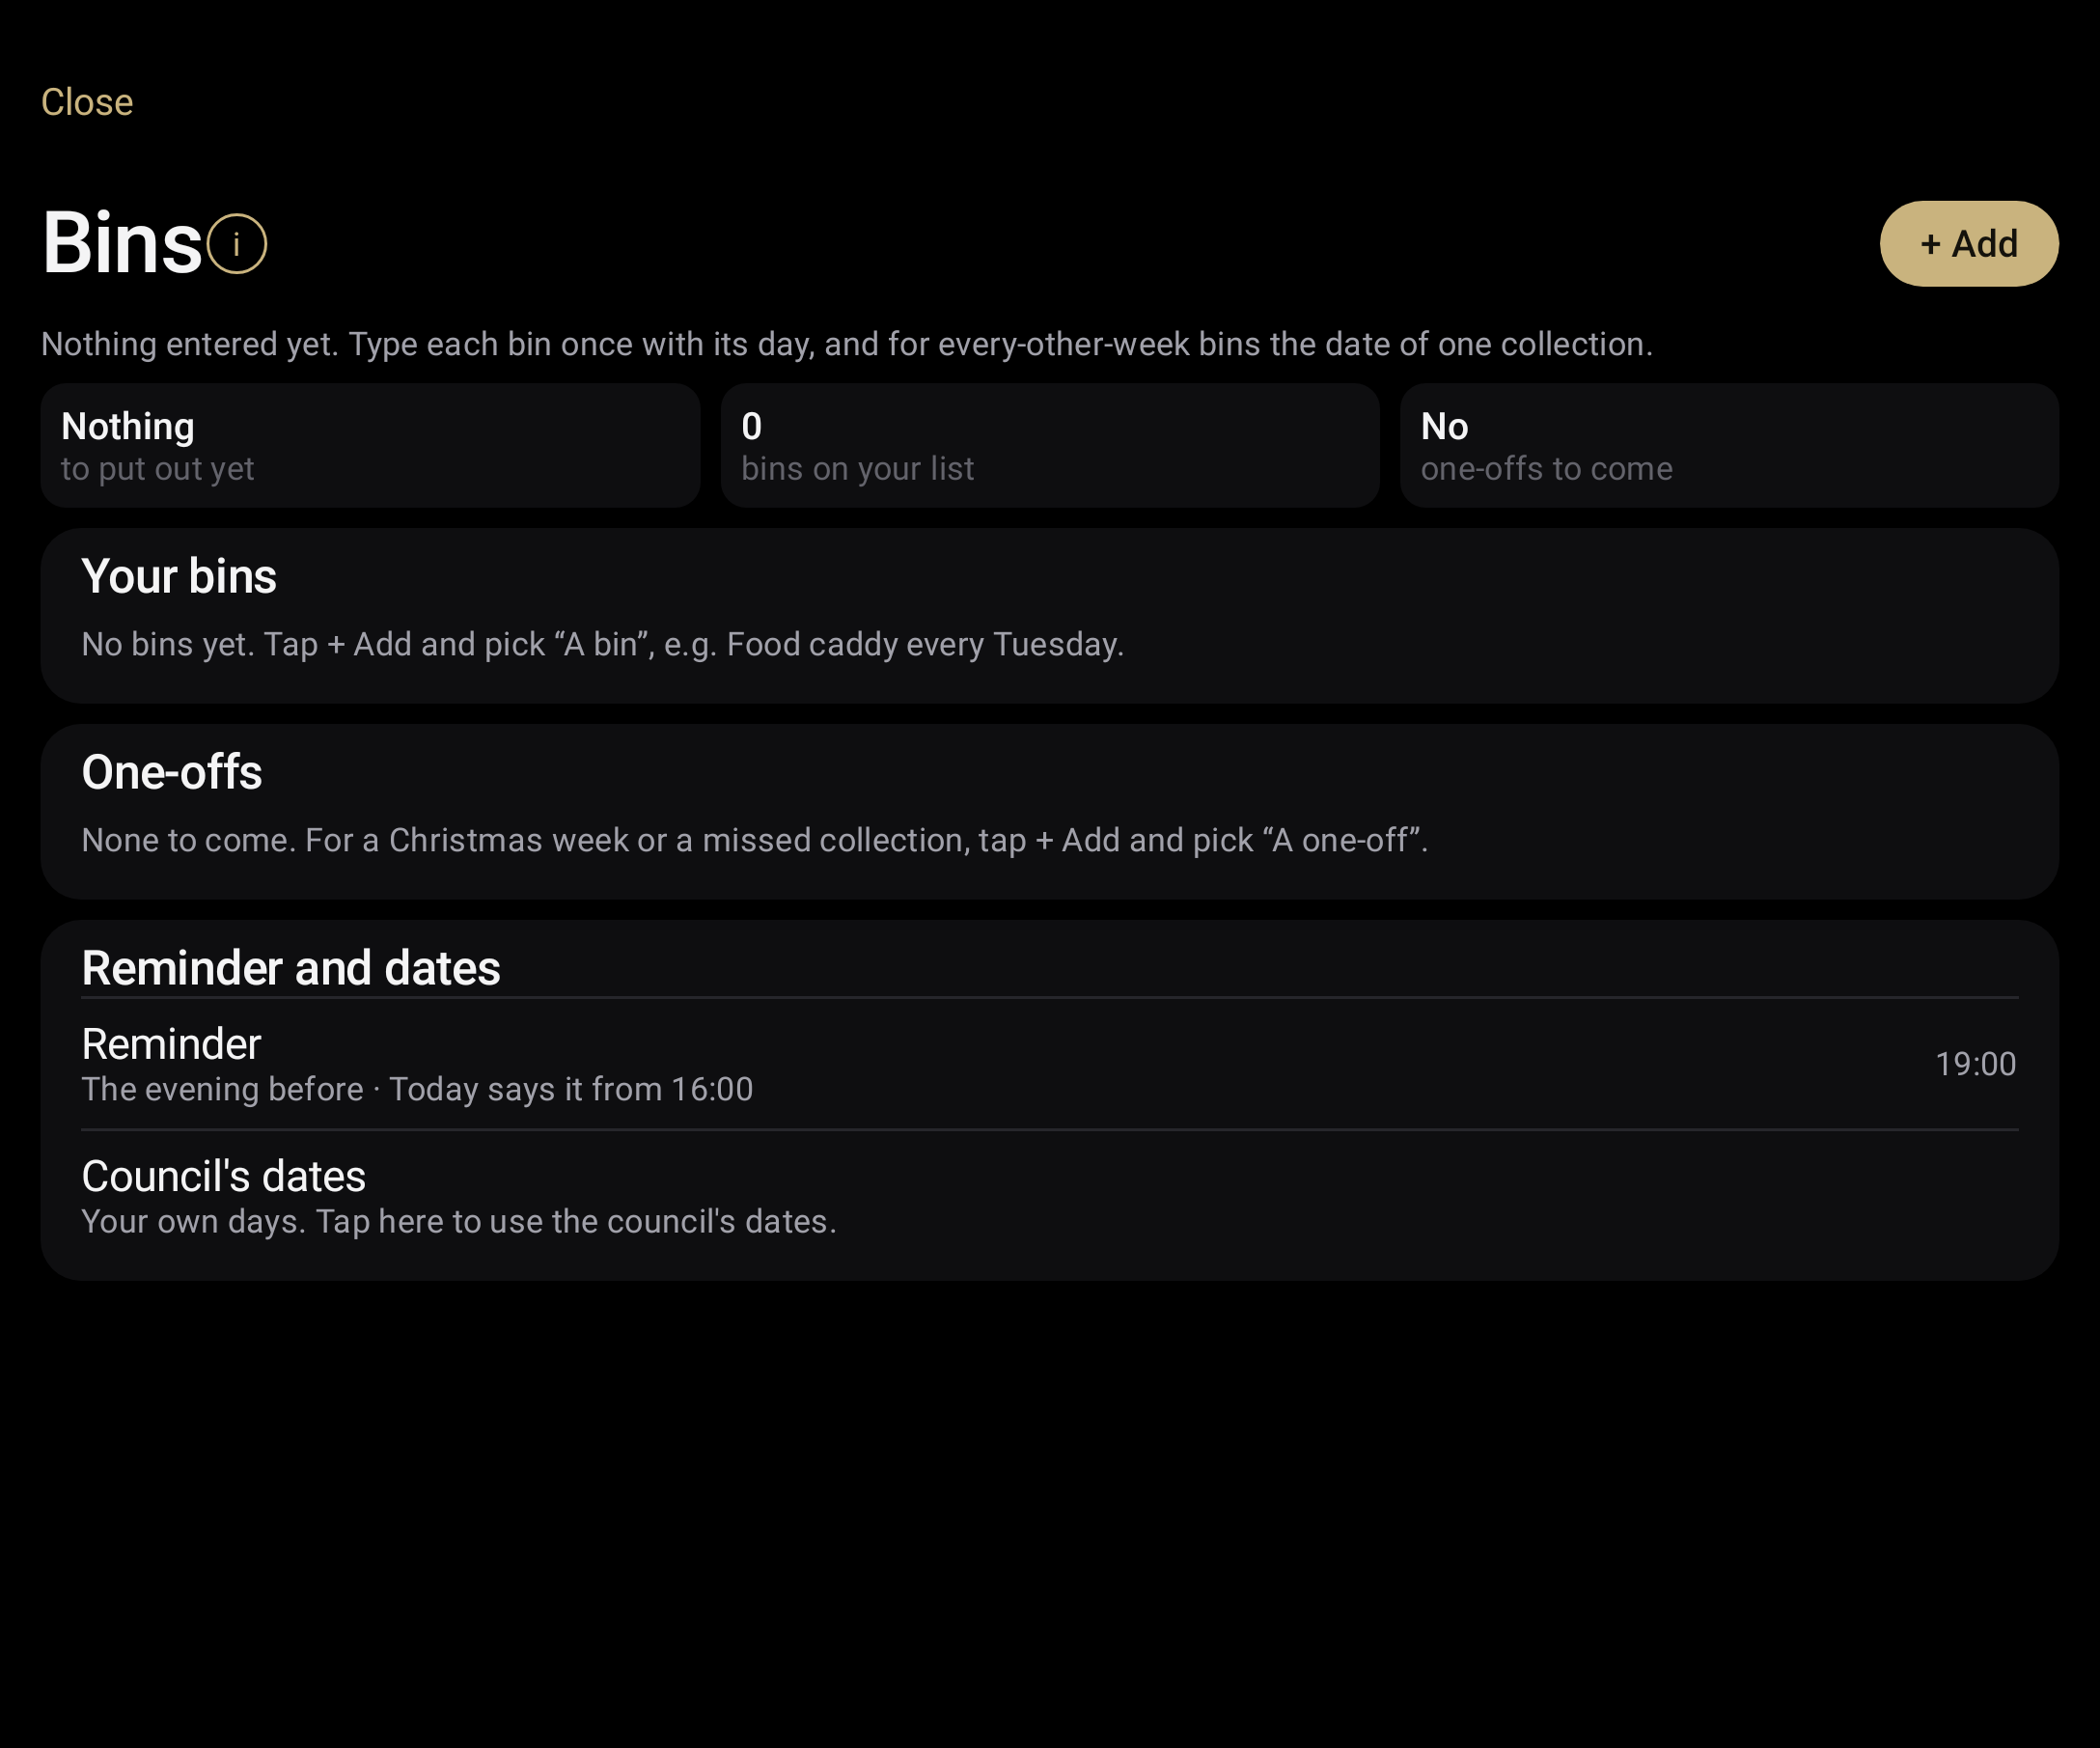 Close
Bins
i
+ Add
Nothing entered yet. Type each bin once with its day, and for every-other-week bins the date of one collection.
Nothing
to put out yet
0
bins on your list
No
one-offs to come
Your bins
No bins yet. Tap + Add and pick “A bin”, e.g. Food caddy every Tuesday.
One-offs
None to come. For a Christmas week or a missed collection, tap + Add and pick “A one-off”.
Reminder and dates
Reminder
The evening before · Today says it from 16:00
19:00
Council's dates
Your own days. Tap here to use the council's dates.